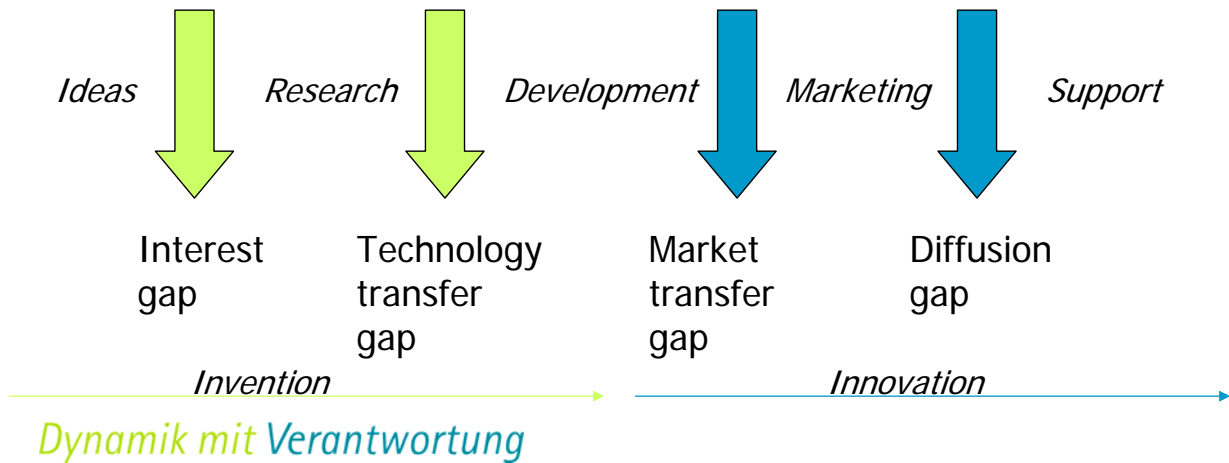 Ideas Research Development Marketing Support
Interest gap
Technology transfer gap
Market transfer gap
Diffusion gap
Invention Innovation
Dynamik mit Verantwortung